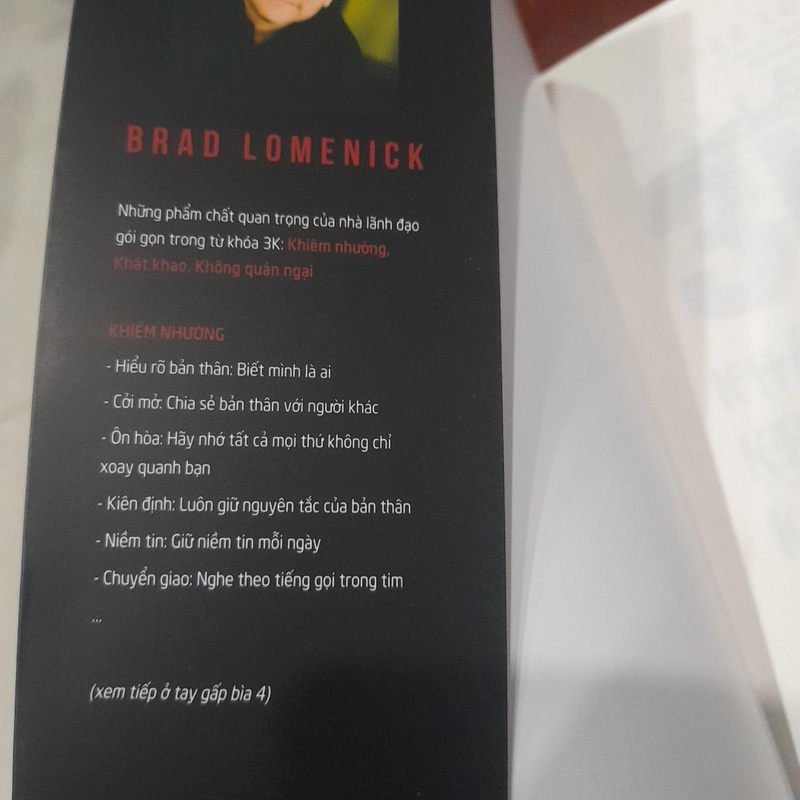 BRAD LOMENICK
Những phẩm chất quan trọng của nhà lãnh đạo
gói gọn trong từ khóa 3K: Khiêm nhường,
Khát khao, Không quản ngại
KHIÊM NHƯỜNG
- Hiểu rõ bản thân: Biết mình là ai
- Cởi mở: Chia sẻ bản thân với người khác
- Ôn hòa: Hãy nhớ tất cả mọi thứ không chỉ
xoay quanh bạn
- Kiên định: Luôn giữ nguyên tắc của bản thân
- Niềm tin: Giữ niềm tin mỗi ngày
- Chuyển giao: Nghe theo tiếng gọi trong tim
...
(xem tiếp ở tay gấp bìa 4)